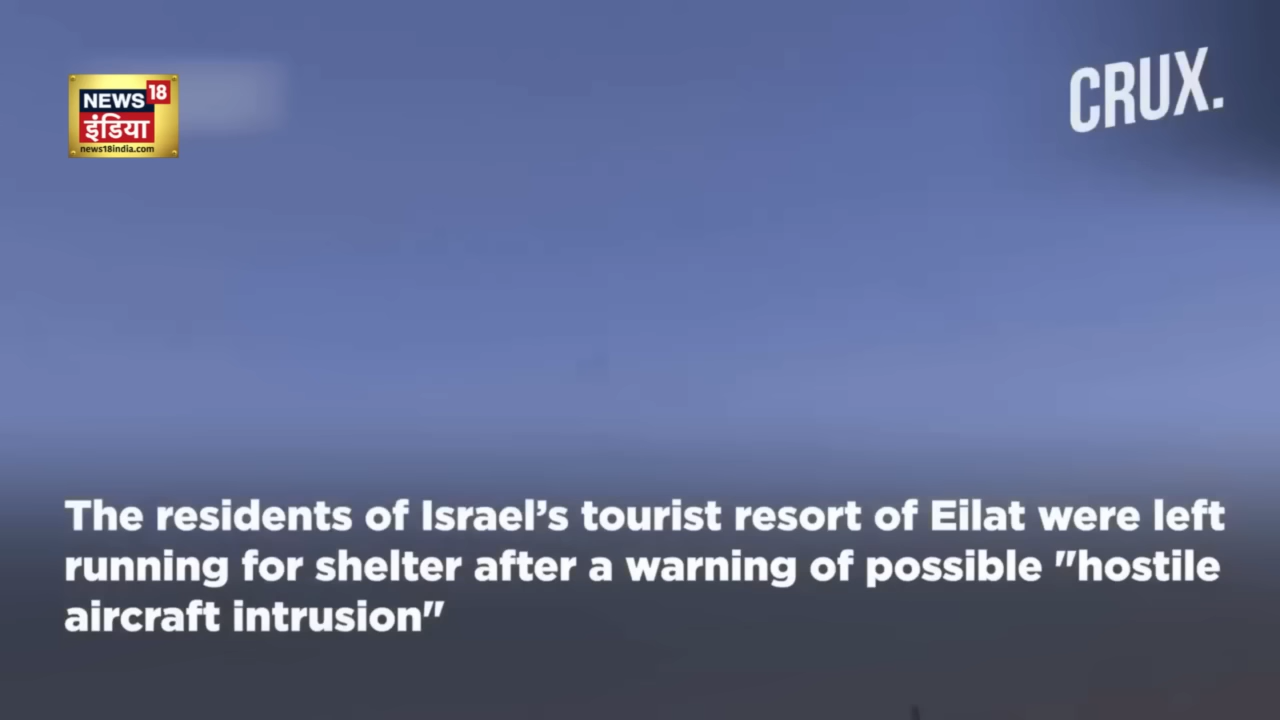 NEWS 18
इंडिया
news18india.com
CRUX.
The residents of Israel’s tourist resort of Eilat were left
running for shelter after a warning of possible "hostile
aircraft intrusion"